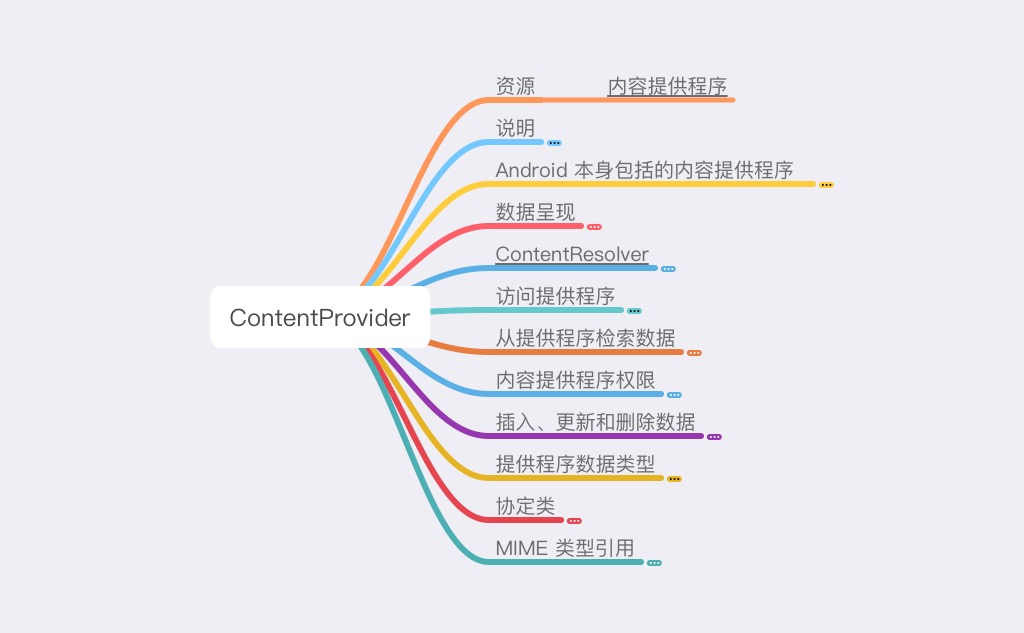 资源
内容提供程序
说明
Android 本身包括的内容提供程序
数据呈现
ContentResolver
访问提供程序
ContentProvider
从提供程序检索数据
内容提供程序权限
插入、更新和删除数据
提供程序数据类型
协定类
MIME 类型引用